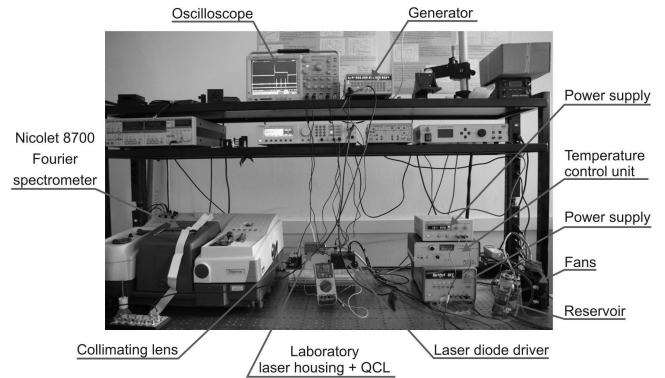 Oscilloscope
Generator
Power supply
Nicolet 8700
Fourier
spectrometer
Temperature
control unit
Power supply
Fans
Reservoir
Collimating lens
Laboratory
laser housing + QCL
Laser diode driver